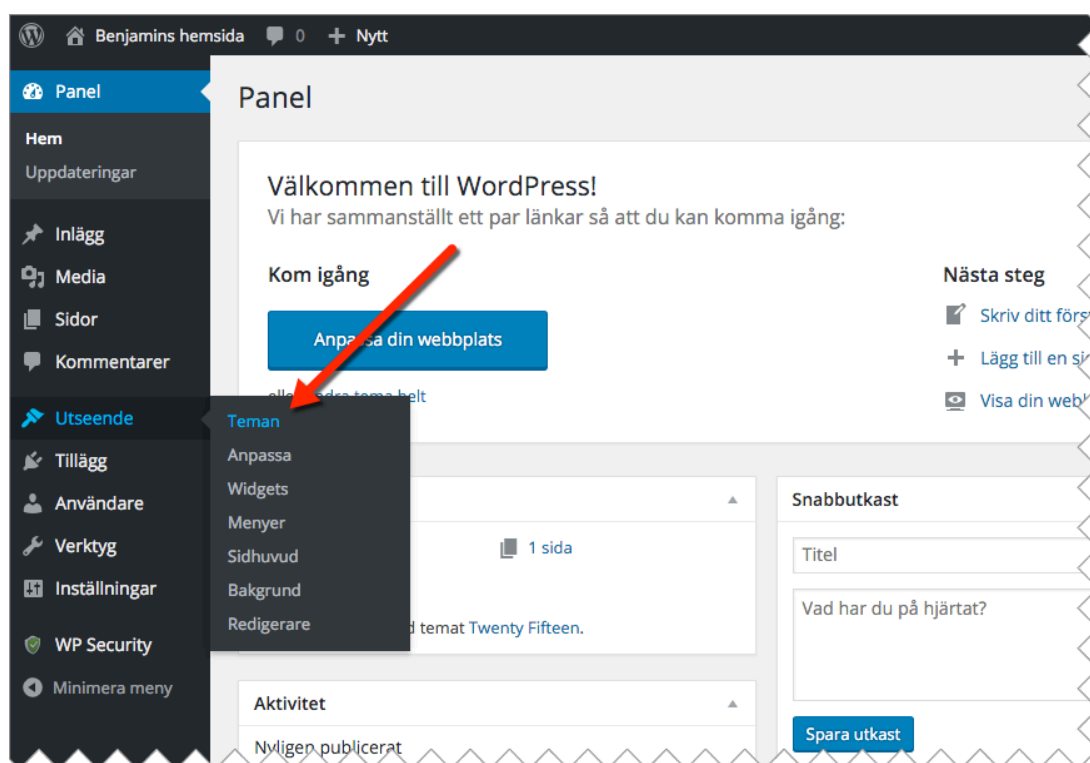 Benjamins hemsida 0 + Nytt
Panel
Hem
Uppdateringar
Inlägg
Media
Sidor
Kommentarer
Utseende
Teman
Anpassa
Widgets
Menyer
Sidhuvud
Bakgrund
Redigerare
Tillägg
Användare
Verktyg
Inställningar
WP Security
Minimera meny
Panel
Välkommen till WordPress!
Vi har sammanställt ett par länkar så att du kan komma igång:
Kom igång
Anpassa din webbplats
tema helt
Nästa steg
Skriv ditt
Lägg till en
Visa din
1 sida
temat Twenty Fifteen.
Aktivitet
Nyligen publicerat
Snabbutkast
Titel
Vad har du på hjärtat?
Spara utkast